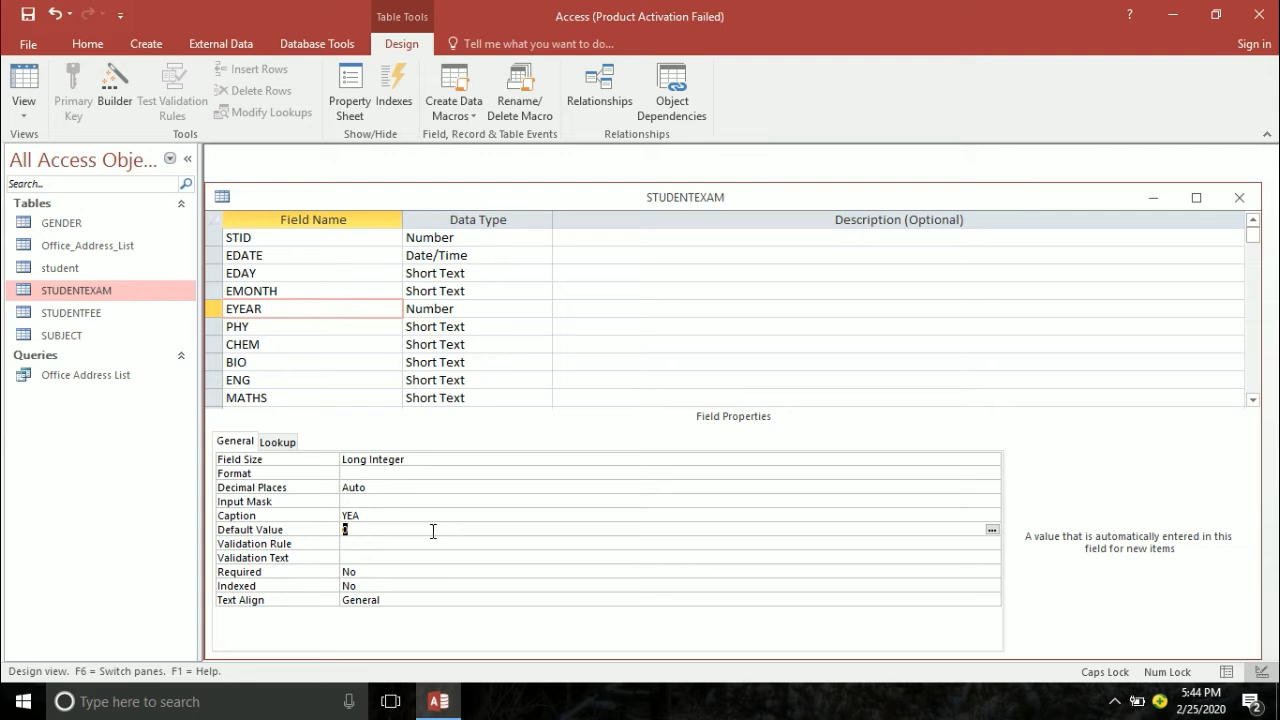 Table Tools
Access (Product Activation Failed)
?
File
Home
Create
External Data
Database Tools
Design
Tell me what you want to do...
Sign in
View
Primary Key
Builder
Test Validation Rules
Insert Rows
Delete Rows
Modify Lookups
Property Sheet
Indexes
Create Data Macros
Rename/ Delete Macro
Relationships
Object Dependencies
Views
Tools
Show/Hide
Field, Record & Table Events
Relationships
All Access Obje...
Search...
Tables
GENDER
Office_Address_List
student
STUDENTEXAM
STUDENTFEE
SUBJECT
Queries
Office Address List
STUDENTEXAM
Field Name Data Type Description (Optional)
STID Number
EDATE Date/Time
EDAY Short Text
EMONTH Short Text
EYEAR Number
PHY Short Text
CHEM Short Text
BIO Short Text
ENG Short Text
MATHS Short Text
Field Properties
General Lookup
Field Size Long Integer
Format
Decimal Places Auto
Input Mask
Caption YEA
Default Value 0
Validation Rule
Validation Text
Required No
Indexed No
Text Align General
A value that is automatically entered in this
field for new items
Design view. F6 = Switch panes. F1 = Help.
Caps Lock Num Lock
Type here to search
5:44 PM
2/25/2020
2